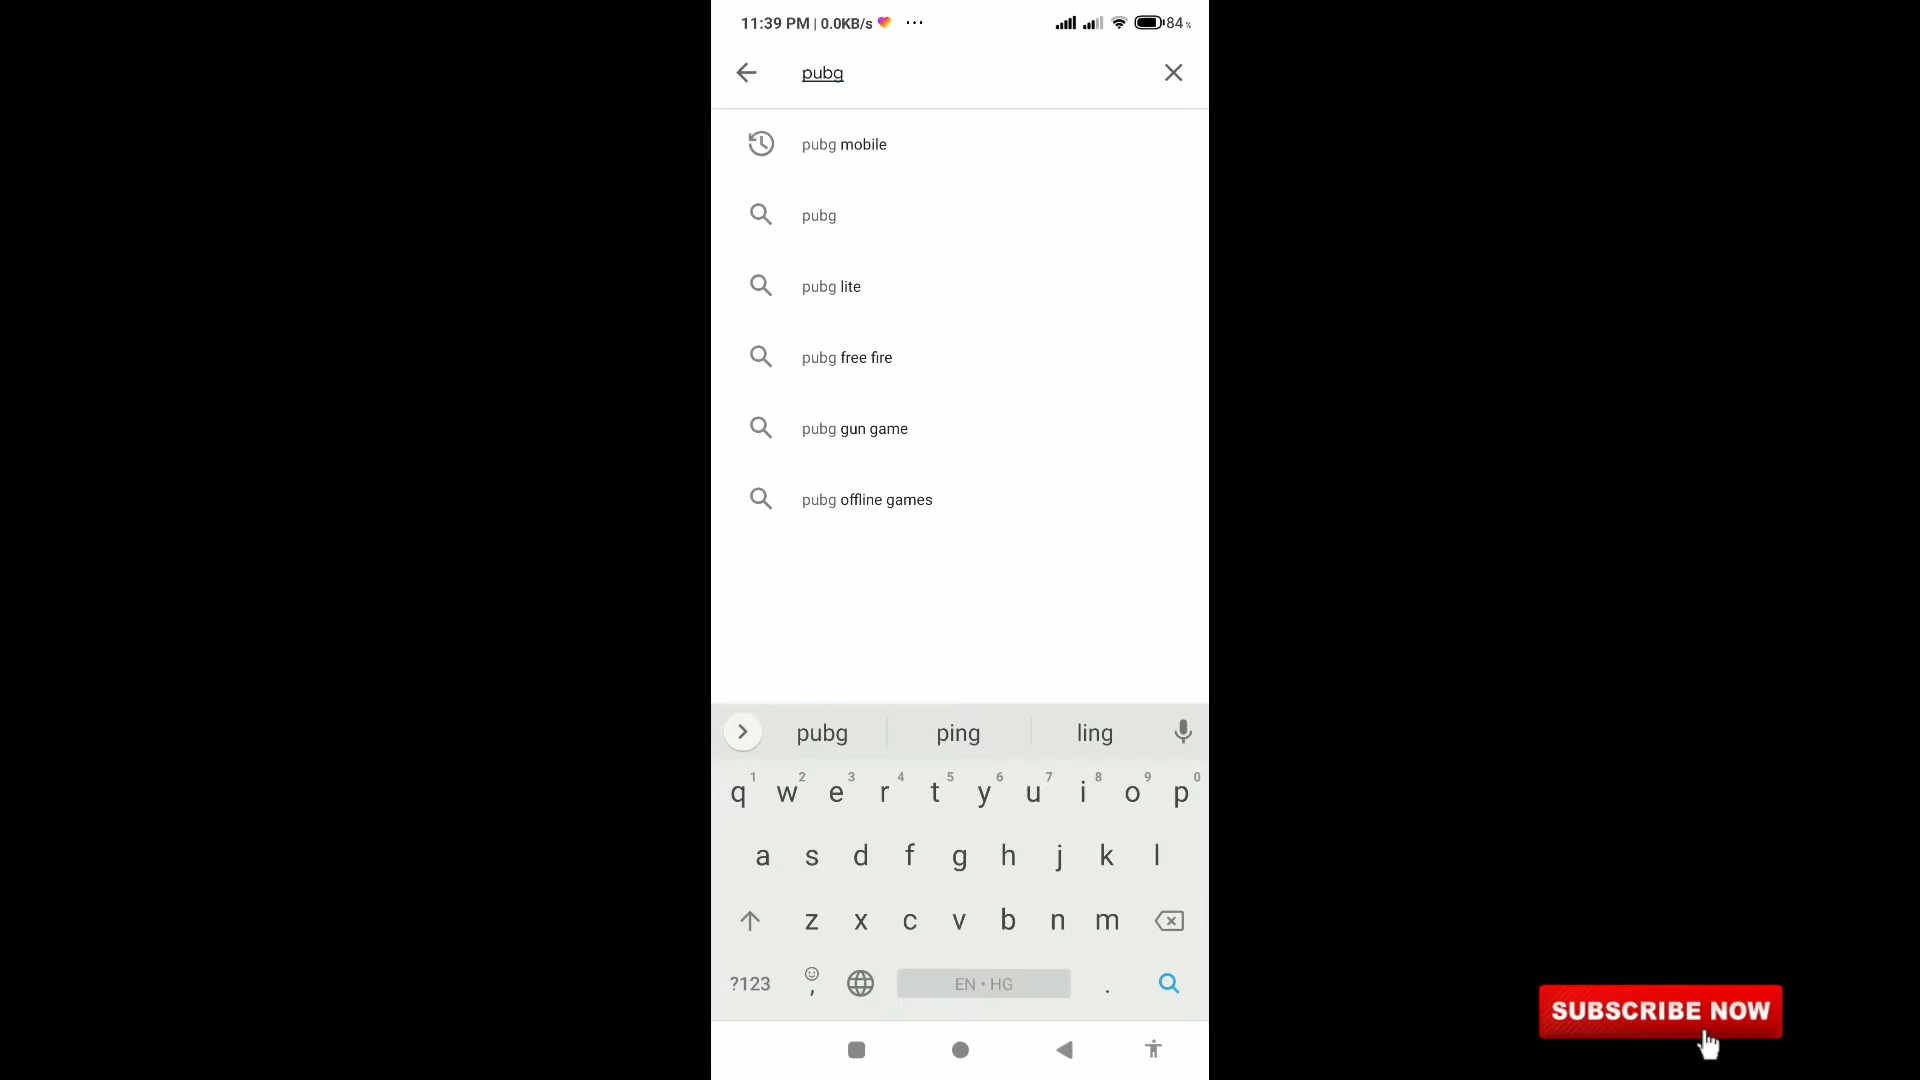 11:39 PM | 0.0KB/s ... 84%
pubg
pubg mobile
pubg
pubg lite
pubg free fire
pubg gun game
pubg offline games
pubg ping ling
1 2 3 4 5 6 7 8 9 0
q w e r t y u i o p
a s d f g h j k l
z x c v b n m
?123 , EN • HG .
SUBSCRIBE NOW